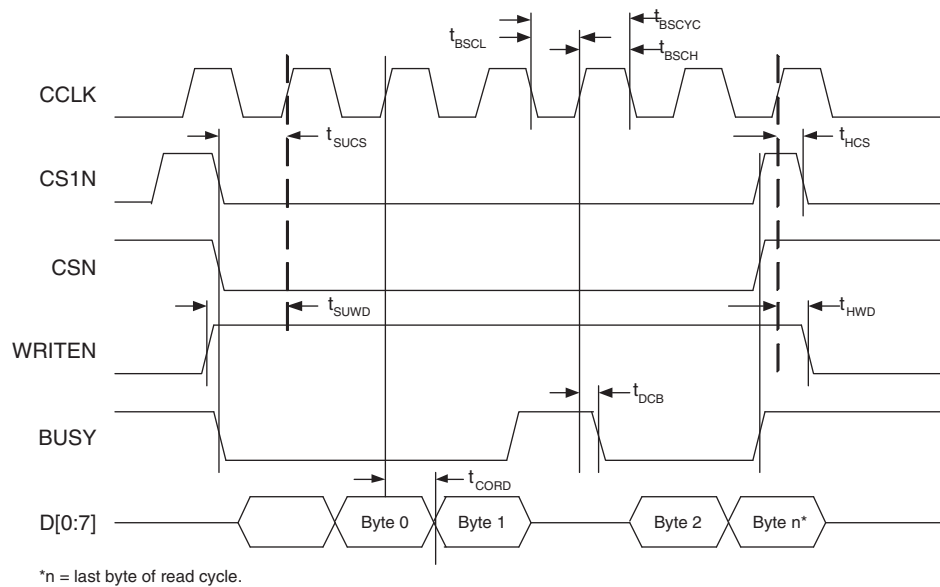 t_BSCYC
t_BSCL
t_BSCH
CCLK
t_SUCS
t_HCS
CS1N
CSN
t_SUWD
t_HWD
WRITEN
t_DCB
BUSY
t_CORD
D[0:7]
Byte 0
Byte 1
Byte 2
Byte n*
*n = last byte of read cycle.